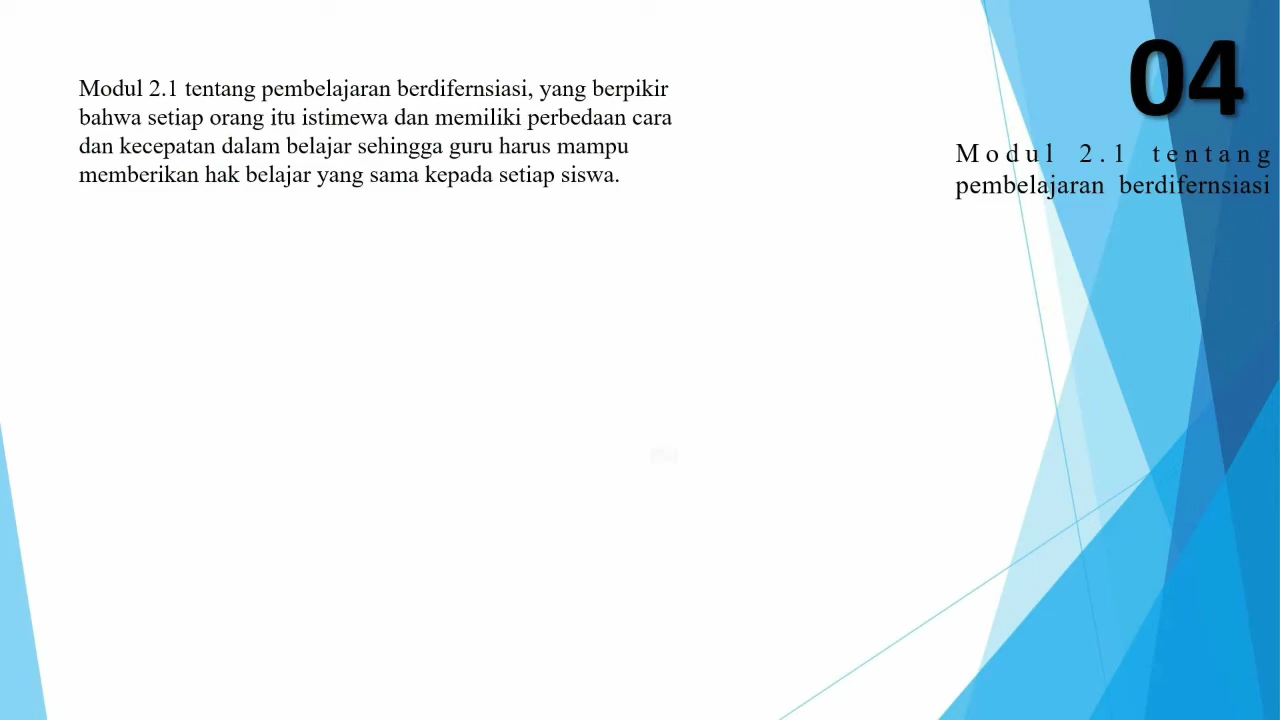 Modul 2.1 tentang pembelajaran berdifernsiasi, yang berpikir
bahwa setiap orang itu istimewa dan memiliki perbedaan cara
dan kecepatan dalam belajar sehingga guru harus mampu
memberikan hak belajar yang sama kepada setiap siswa.
04
Modul 2.1 tentang
pembelajaran berdifernsiasi